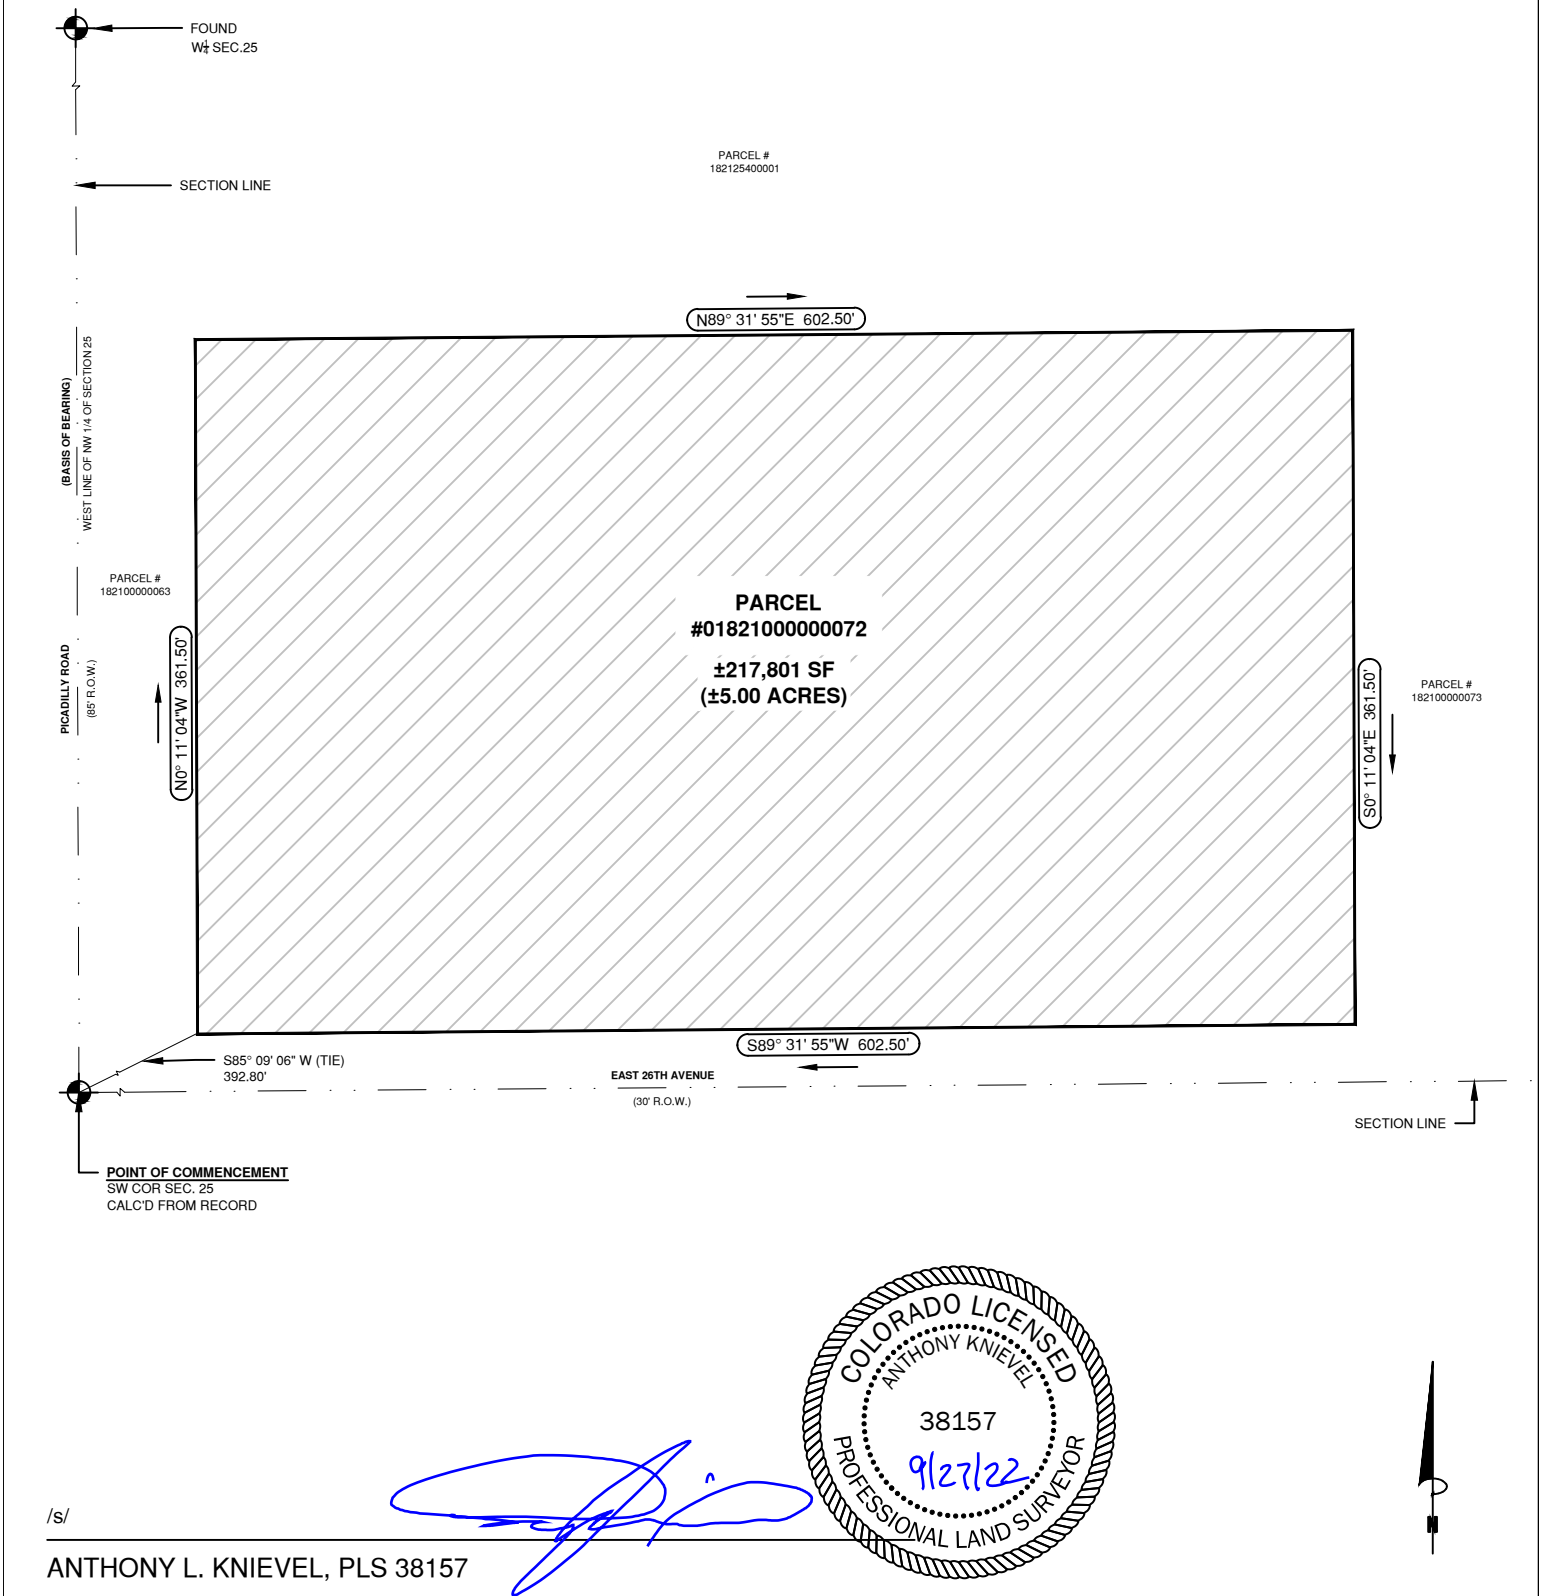 FOUND
W¼ SEC.25
PARCEL #
182125400001
SECTION LINE
N89° 31' 55"E 602.50'
(BASIS OF BEARING)
WEST LINE OF NW 1/4 OF SECTION 25
PARCEL #
182100000063
PARCEL
#01821000000072
±217,801 SF
(±5.00 ACRES)
PICADILLY ROAD
(85' R.O.W.)
N0° 11' 04"W 361.50'
S0° 11' 04"E 361.50'
PARCEL #
182100000073
S89° 31' 55"W 602.50'
S85° 09' 06" W (TIE)
392.80'
EAST 26TH AVENUE
(30' R.O.W.)
SECTION LINE
POINT OF COMMENCEMENT
SW COR SEC. 25
CALC'D FROM RECORD
COLORADO LICENSED
ANTHONY KNIEVEL
38157
9/27/22
PROFESSIONAL LAND SURVEYOR
N
/s/
ANTHONY L. KNIEVEL, PLS 38157